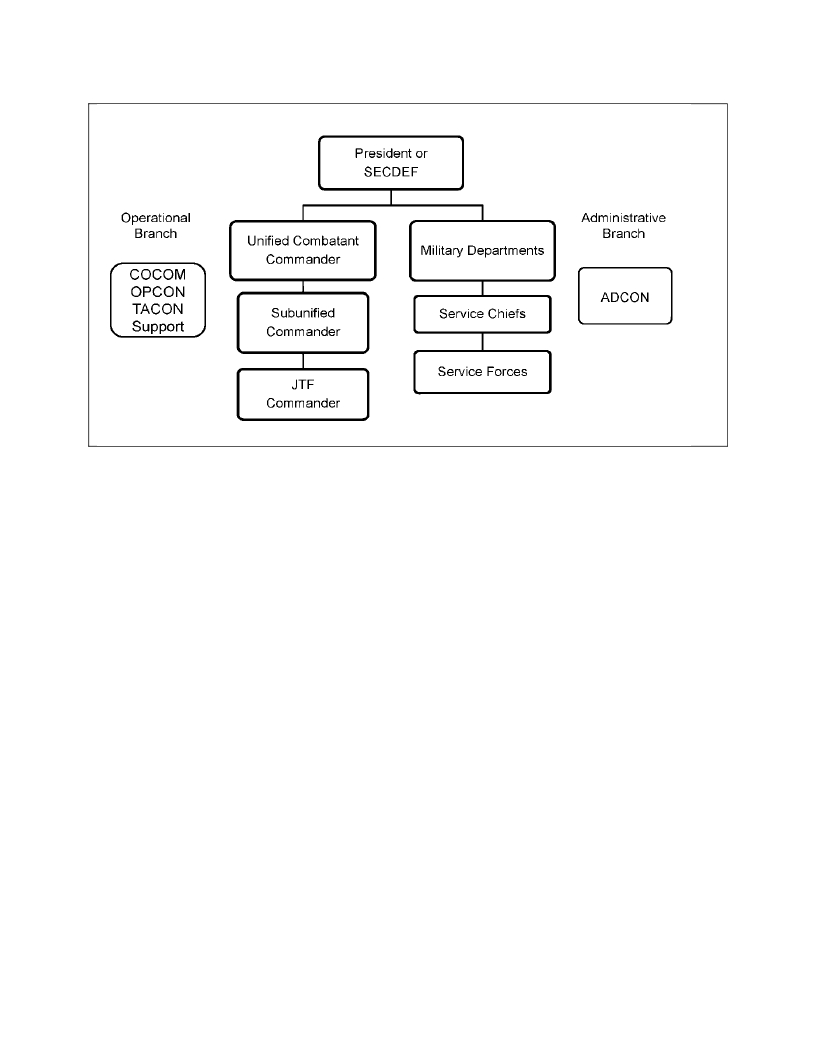 President or
SECDEF
Operational
Branch
COCOM
OPCON
TACON
Support
Unified Combatant
Commander
Subunified
Commander
JTF
Commander
Military Departments
Service Chiefs
Service Forces
Administrative
Branch
ADCON